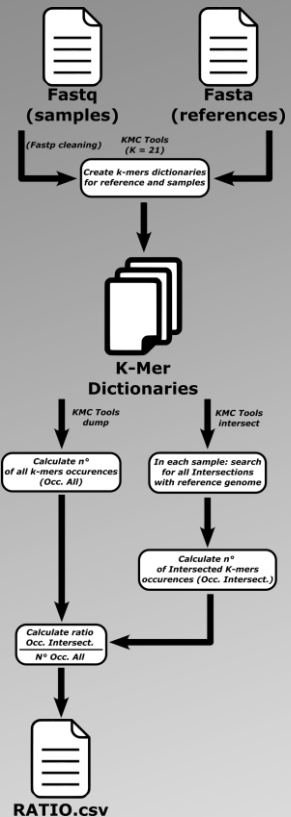 Fastq
(samples)
Fasta
(references)
(Fastp cleaning)
KMC Tools
(K = 21)
Create k-mers dictionaries
for reference and samples
K-Mer
Dictionaries
KMC Tools
dump
KMC Tools
intersect
Calculate n°
of all k-mers occurences
(Occ. All)
In each sample: search
for all Intersections
with reference genome
Calculate n°
of Intersected K-mers
occurences (Occ. Intersect.)
Calculate ratio
Occ. Intersect.
N° Occ. All
RATIO.csv